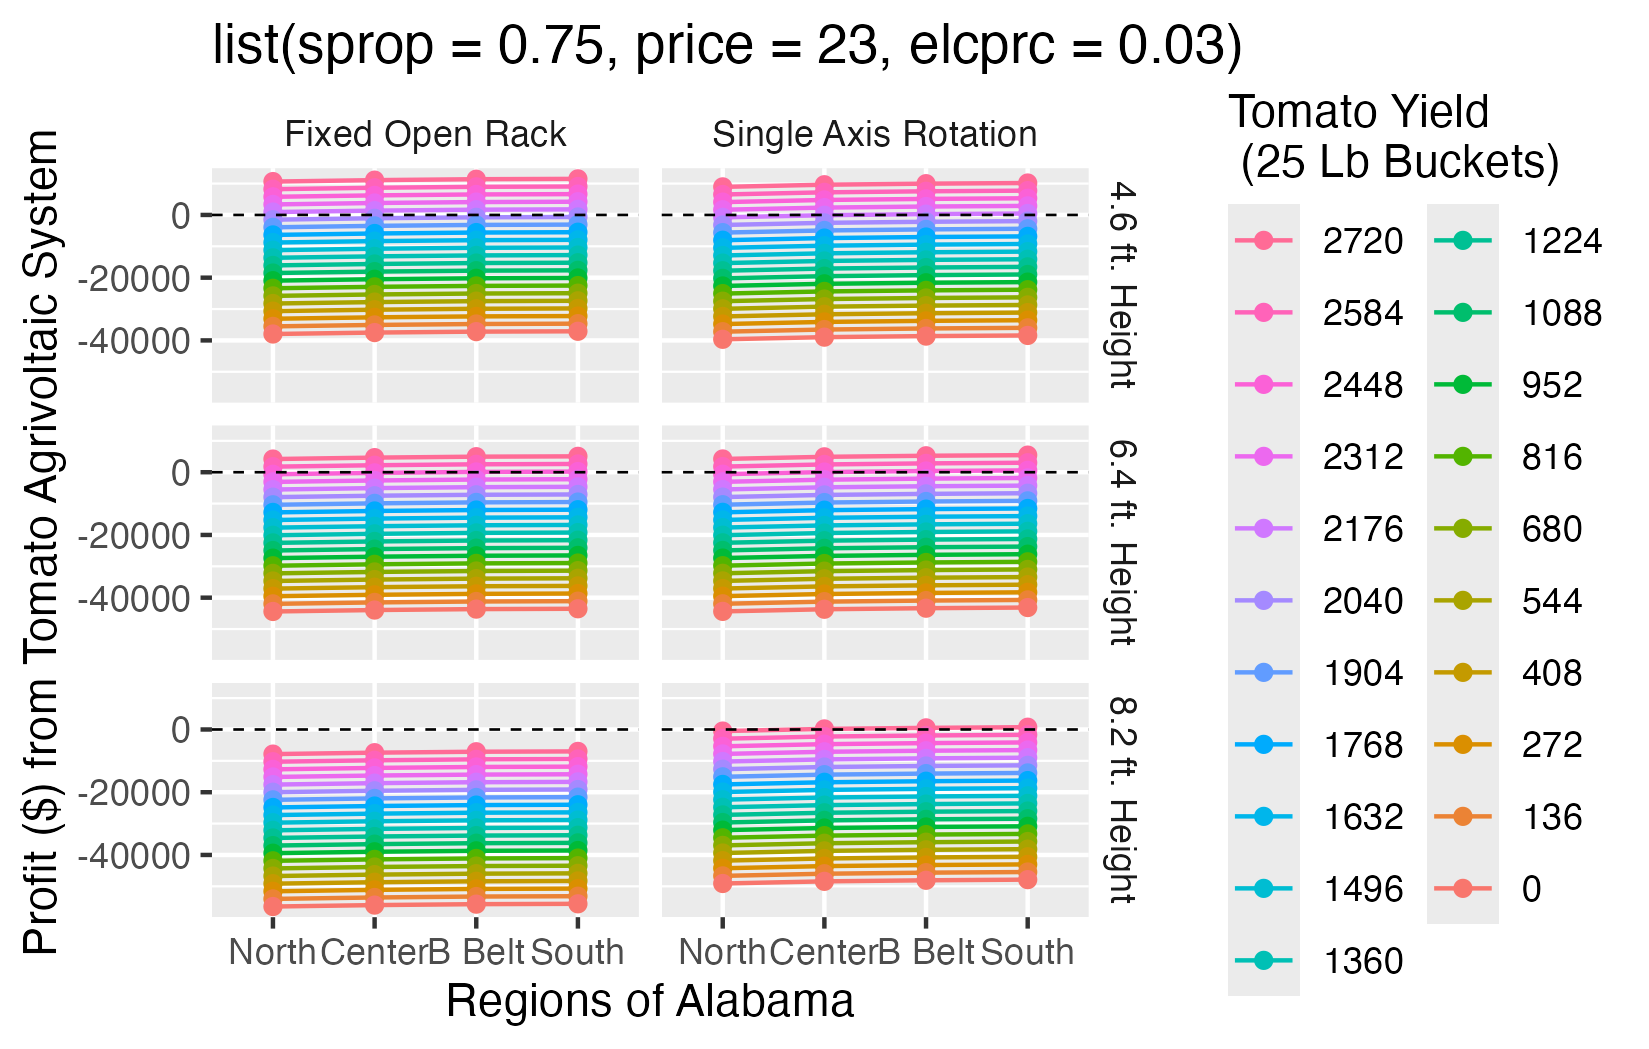 list(sprop = 0.75, price = 23, elcprc = 0.03)
Profit ($) from Tomato Agrivoltaic System
Fixed Open Rack
Single Axis Rotation
0
-20000
-40000
4.6 ft. Height
0
-20000
-40000
6.4 ft. Height
0
-20000
-40000
8.2 ft. Height
North Center B Belt South
North Center B Belt South
Regions of Alabama
Tomato Yield
(25 Lb Buckets)
2720
2584
2448
2312
2176
2040
1904
1768
1632
1496
1360
1224
1088
952
816
680
544
408
272
136
0